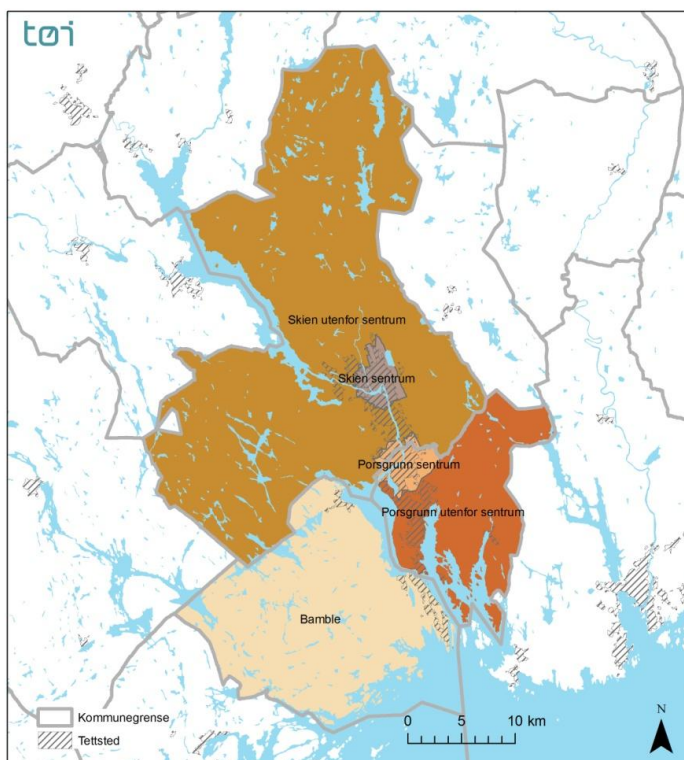 tøi
Skien utenfor sentrum
Skien sentrum
Porsgrunn sentrum
Porsgrunn utenfor sentrum
Bamble
Kommunegrense
Tettsted
0 5 10 km
N